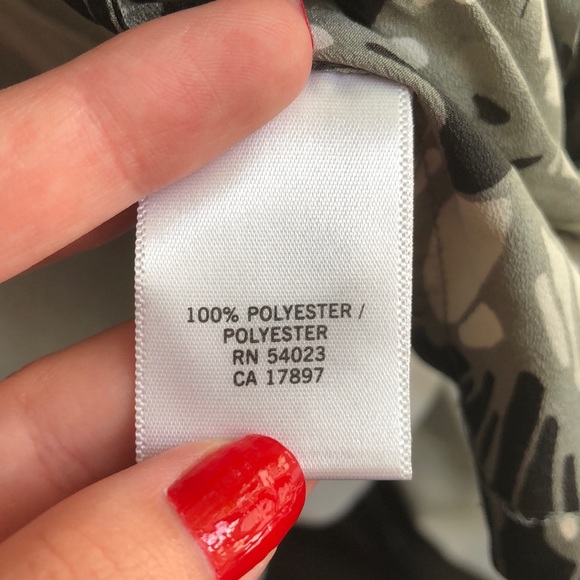 100% POLYESTER /
POLYESTER
RN 54023
CA 17897